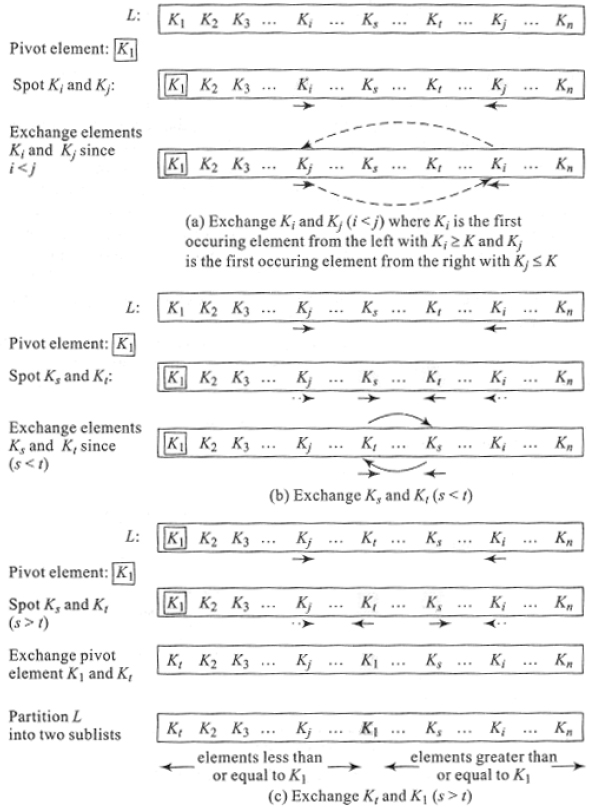 L: K1 K2 K3 ... Ki ... Ks ... Kt ... Kj ... Kn
Pivot element: K1
Spot Ki and Kj: K1 K2 K3 ... Ki ... Ks ... Kt ... Kj ... Kn
Exchange elements
Ki and Kj since K1 K2 K3 ... Kj ... Ks ... Kt ... Ki ... Kn
i < j
(a) Exchange Ki and Kj (i < j) where Ki is the first
occuring element from the left with Ki ≥ K and Kj
is the first occuring element from the right with Kj ≤ K
L: K1 K2 K3 ... Kj ... Ks ... Kt ... Ki ... Kn
Pivot element: K1
Spot Ks and Kt: K1 K2 K3 ... Kj ... Ks ... Kt ... Ki ... Kn
Exchange elements
Ks and Kt since K1 K2 K3 ... Kj ... Kt ... Ks ... Ki ... Kn
(s < t)
(b) Exchange Ks and Kt (s < t)
L: K1 K2 K3 ... Kj ... Kt ... Ks ... Ki ... Kn
Pivot element: K1
Spot Ks and Kt K1 K2 K3 ... Kj ... Kt ... Ks ... Ki ... Kn
(s > t)
Exchange pivot Kt K2 K3 ... Kj ... K1 ... Ks ... Ki ... Kn
element K1 and Kt
Partition L
into two sublists Kt K2 K3 ... Kj ... K1 ... Ks ... Ki ... Kn
elements less than elements greater than
or equal to K1 or equal to K1
(c) Exchange Kt and K1 (s > t)